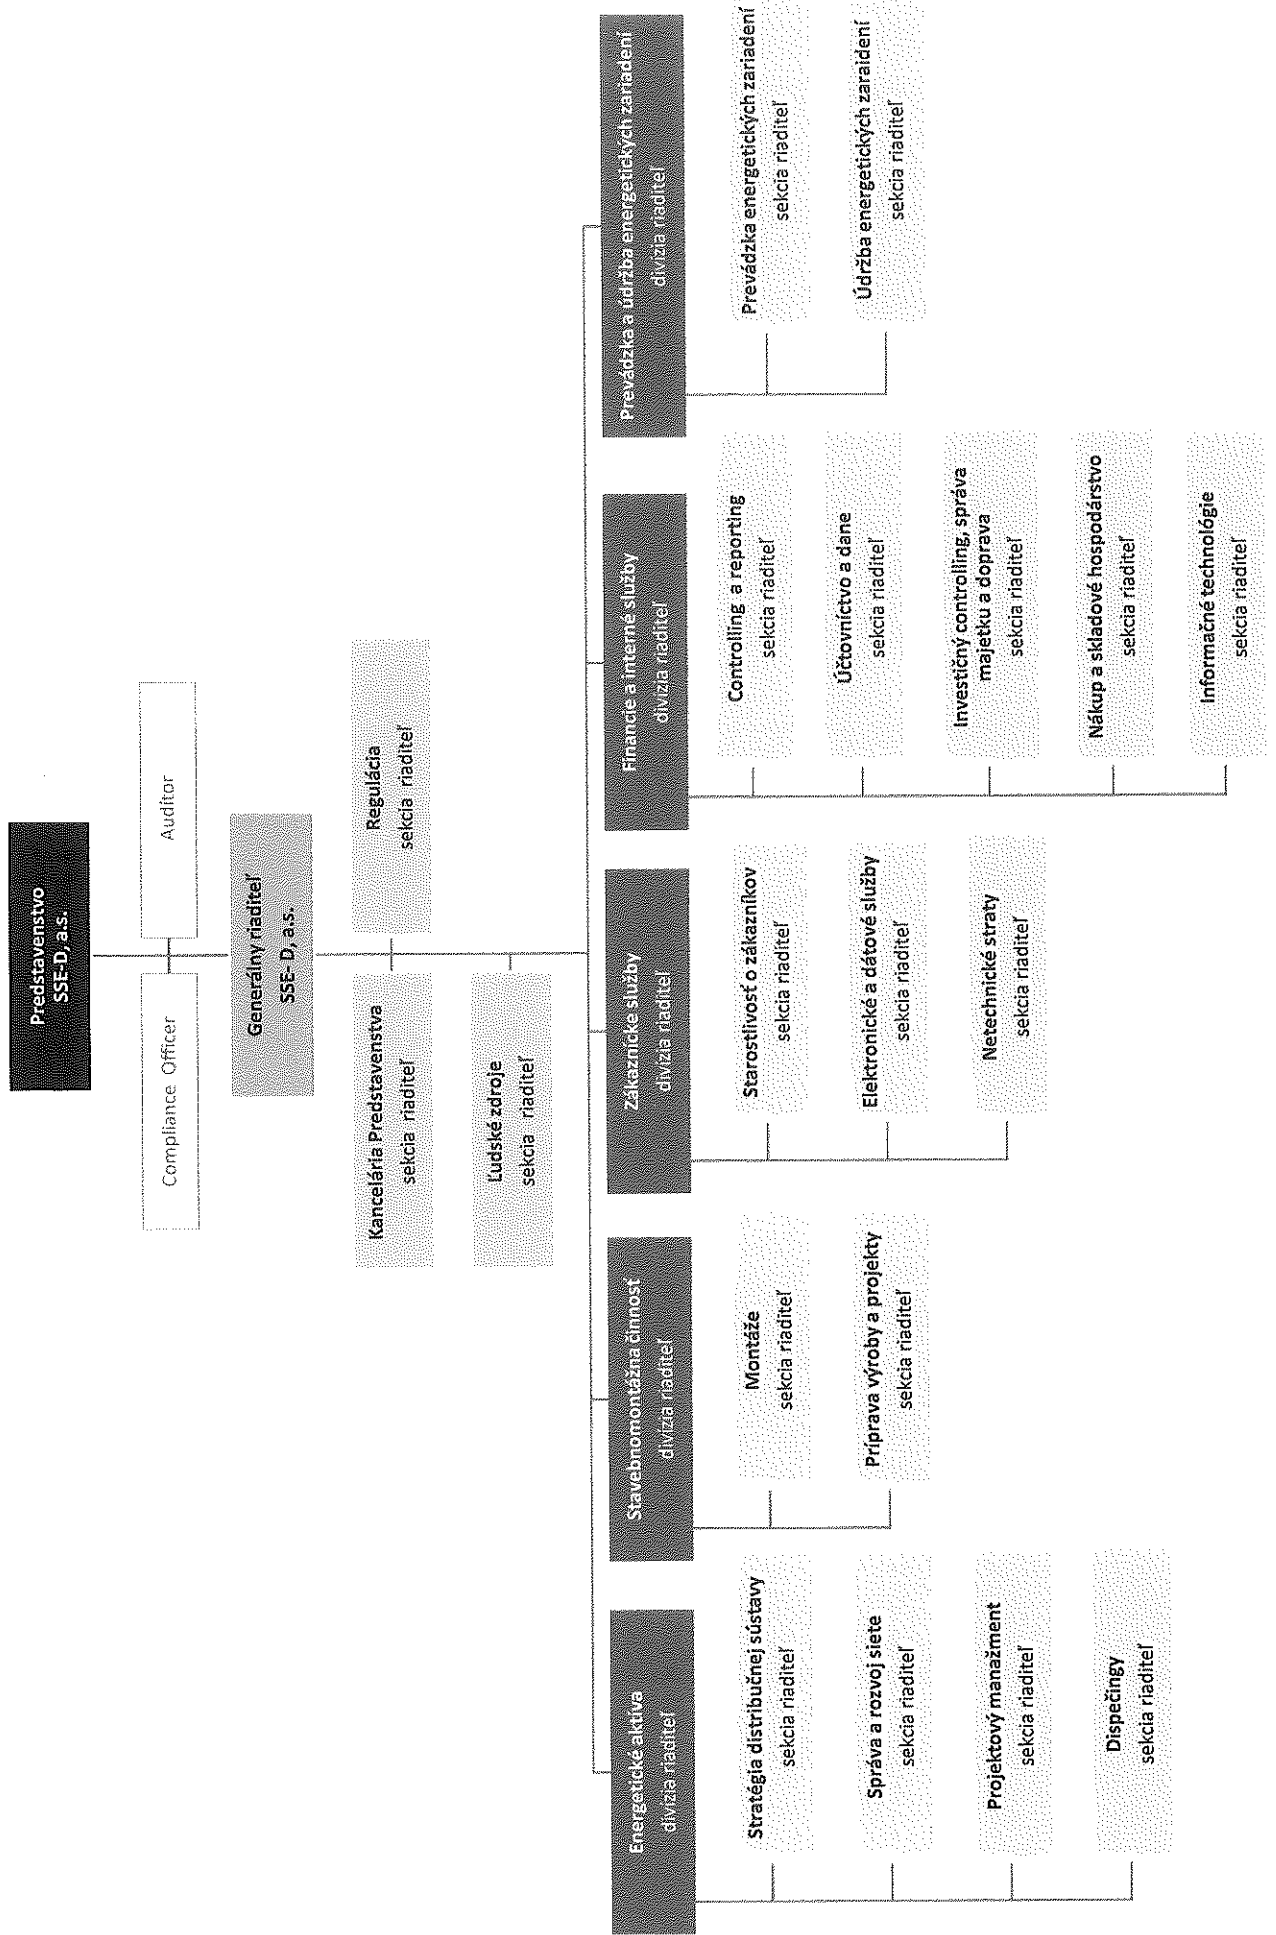 Predstavenstvo
SSE-D, a.s.
Compliance Officer
Auditor
Generálny riaditeľ
SSE- D, a.s.
Kancelária Predstavenstva
sekcia riaditeľ
Regulácia
sekcia riaditeľ
Ľudské zdroje
sekcia riaditeľ
Energetické aktíva
divízia riaditeľ
Stratégia distribučnej sústavy
sekcia riaditeľ
Správa a rozvoj siete
sekcia riaditeľ
Projektový manažment
sekcia riaditeľ
Dispečingy
sekcia riaditeľ
Stavebnomontážna činnosť
divízia riaditeľ
Montáže
sekcia riaditeľ
Príprava výroby a projekty
sekcia riaditeľ
Zákaznícke služby
divízia riaditeľ
Starostlivosť o zákazníkov
sekcia riaditeľ
Elektronické a dátové služby
sekcia riaditeľ
Netechnické straty
sekcia riaditeľ
Financie a interné služby
divízia riaditeľ
Controlling a reporting
sekcia riaditeľ
Účtovníctvo a dane
sekcia riaditeľ
Investičný controlling, správa
majetku a doprava
sekcia riaditeľ
Nákup a skladové hospodárstvo
sekcia riaditeľ
Informačné technológie
sekcia riaditeľ
Prevádzka a údržba energetických zariadení
divízia riaditeľ
Prevádzka energetických zariadení
sekcia riaditeľ
Údržba energetických zaraidení
sekcia riaditeľ